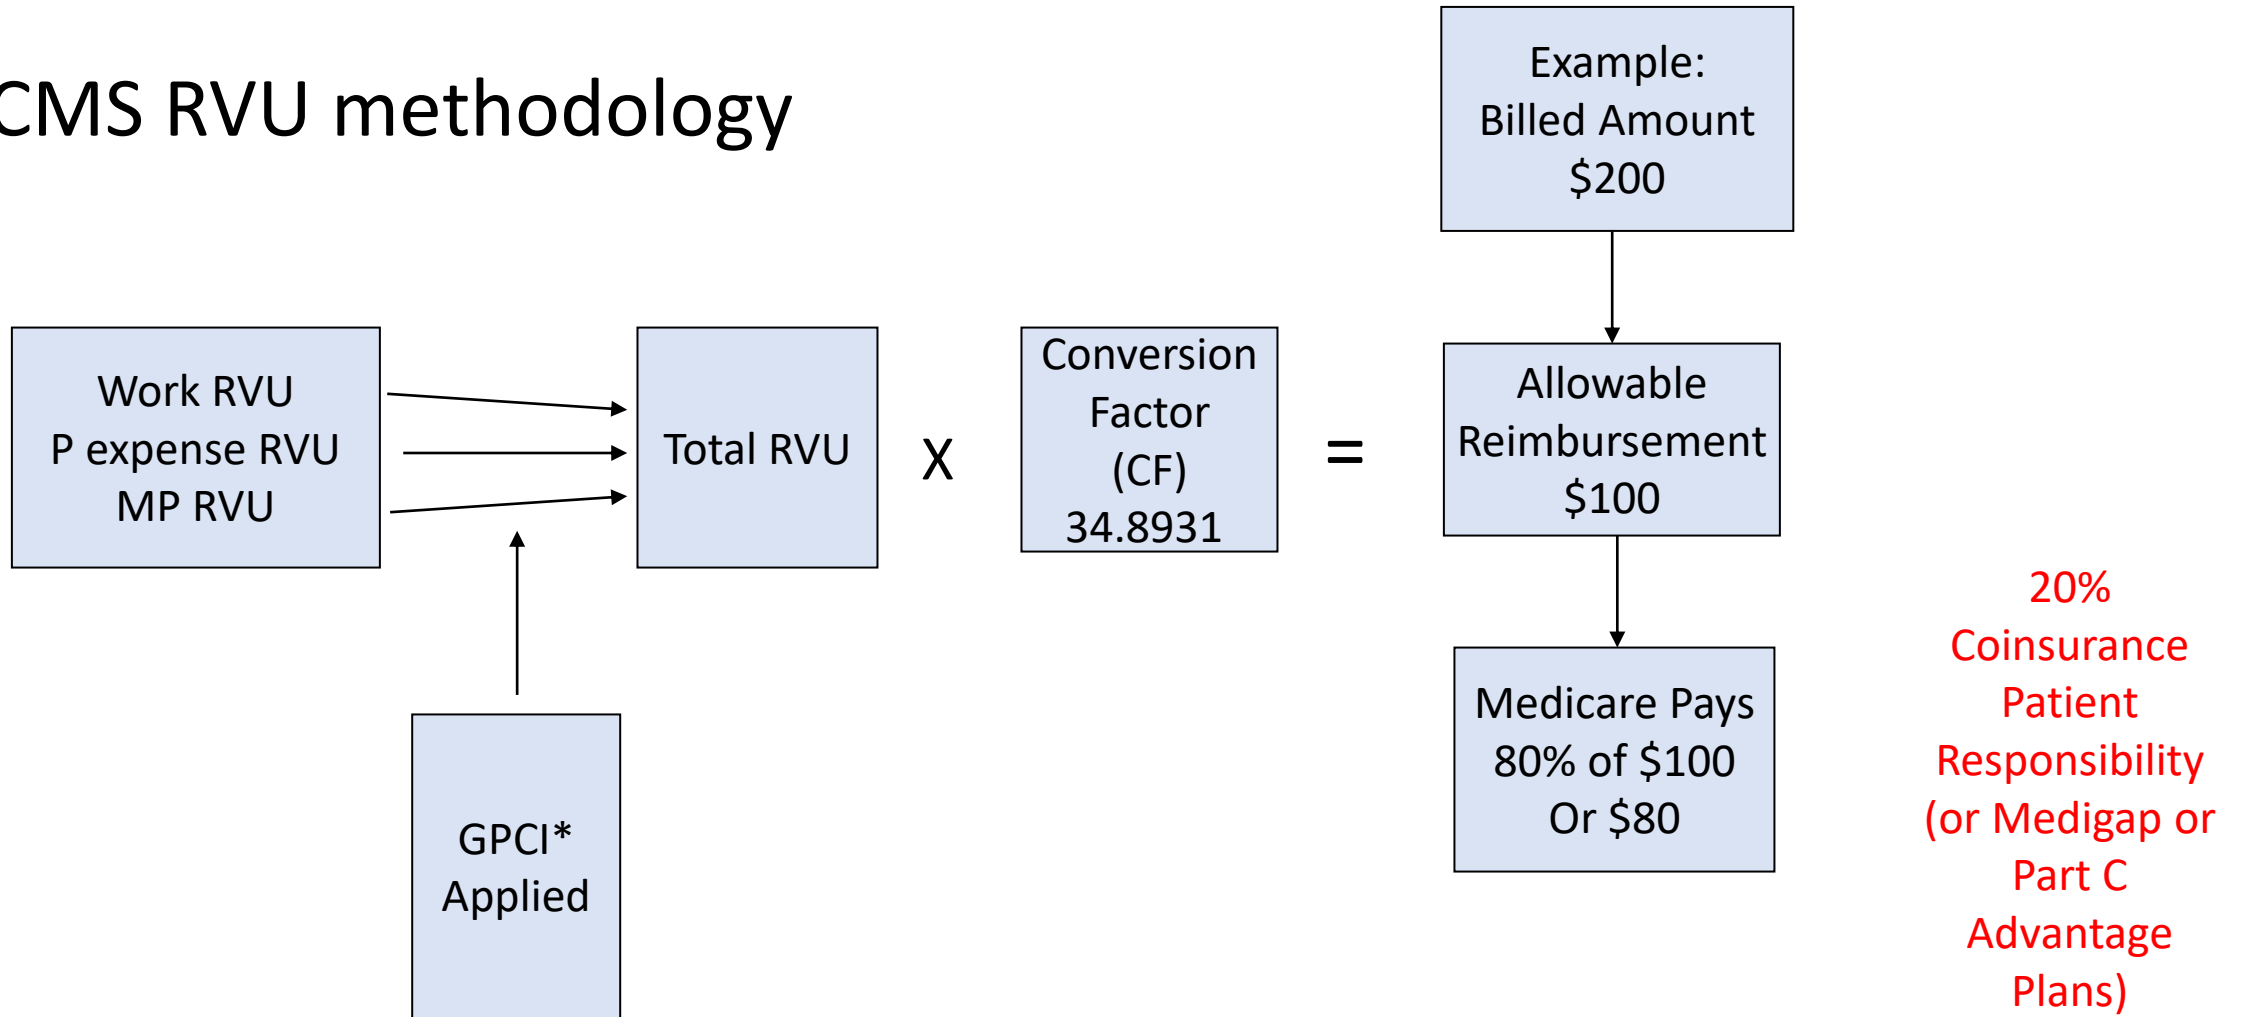 CMS RVU methodology
Example:
Billed Amount
$200
Work RVU
P expense RVU
MP RVU
Total RVU
X
Conversion
Factor
(CF)
34.8931
=
Allowable
Reimbursement
$100
GPCI*
Applied
Medicare Pays
80% of $100
Or $80
20%
Coinsurance
Patient
Responsibility
(or Medigap or
Part C
Advantage
Plans)